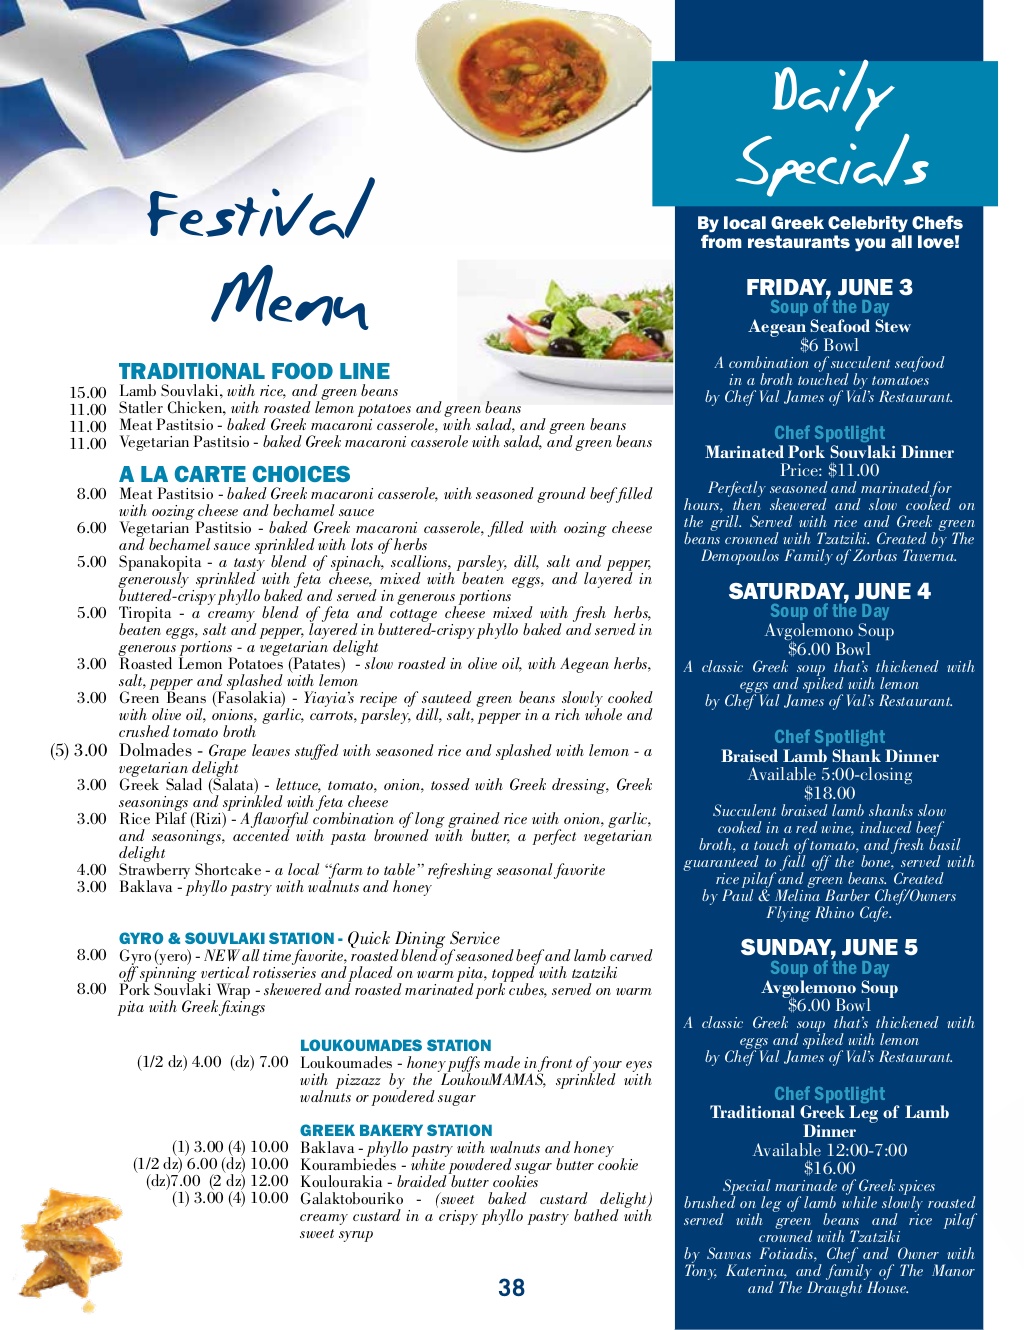 Festival
Menu
TRADITIONAL FOOD LINE
15.00 Lamb Souvlaki, with rice, and green beans
11.00 Statler Chicken, with roasted lemon potatoes and green beans
11.00 Meat Pastitsio - baked Greek macaroni casserole, with salad, and green beans
11.00 Vegetarian Pastitsio - baked Greek macaroni casserole with salad, and green beans
A LA CARTE CHOICES
8.00 Meat Pastitsio - baked Greek macaroni casserole, with seasoned ground beef filled
with oozing cheese and bechamel sauce
6.00 Vegetarian Pastitsio - baked Greek macaroni casserole, filled with oozing cheese
and bechamel sauce sprinkled with lots of herbs
5.00 Spanakopita - a tasty blend of spinach, scallions, parsley, dill, salt and pepper,
generously sprinkled with feta cheese, mixed with beaten eggs, and layered in
buttered-crispy phyllo baked and served in generous portions
5.00 Tiropita - a creamy blend of feta and cottage cheese mixed with fresh herbs,
beaten eggs, salt and pepper, layered in buttered-crispy phyllo baked and served in
generous portions - a vegetarian delight
3.00 Roasted Lemon Potatoes (Patates) - slow roasted in olive oil, with Aegean herbs,
salt, pepper and splashed with lemon
3.00 Green Beans (Fasolakia) - Yiayia's recipe of sauteed green beans slowly cooked
with olive oil, onions, garlic, carrots, parsley, dill, salt, pepper in a rich whole and
crushed tomato broth
(5) 3.00 Dolmades - Grape leaves stuffed with seasoned rice and splashed with lemon - a
vegetarian delight
3.00 Greek Salad (Salata) - lettuce, tomato, onion, tossed with Greek dressing, Greek
seasonings and sprinkled with feta cheese
3.00 Rice Pilaf (Rizi) - A flavorful combination of long grained rice with onion, garlic,
and seasonings, accented with pasta browned with butter, a perfect vegetarian
delight
4.00 Strawberry Shortcake - a local "farm to table" refreshing seasonal favorite
3.00 Baklava - phyllo pastry with walnuts and honey
GYRO & SOUVLAKI STATION - Quick Dining Service
8.00 Gyro (yero) - NEW all time favorite, roasted blend of seasoned beef and lamb carved
off spinning vertical rotisseries and placed on warm pita, topped with tzatziki
8.00 Pork Souvlaki Wrap - skewered and roasted marinated pork cubes, served on warm
pita with Greek fixings
LOUKOUMADES STATION
(1/2 dz) 4.00 (dz) 7.00 Loukoumades - honey puffs made in front of your eyes
with pizzazz by the LoukouMAMAS, sprinkled with
walnuts or powdered sugar
GREEK BAKERY STATION
(1) 3.00 (4) 10.00 Baklava - phyllo pastry with walnuts and honey
(1/2 dz) 6.00 (dz) 10.00 Kourambiedes - white powdered sugar butter cookie
(dz)7.00 (2 dz) 12.00 Koulourakia - braided butter cookies
(1) 3.00 (4) 10.00 Galaktobouriko - (sweet baked custard delight)
creamy custard in a crispy phyllo pastry bathed with
sweet syrup
38
Daily
Specials
By local Greek Celebrity Chefs
from restaurants you all love!
FRIDAY, JUNE 3
Soup of the Day
Aegean Seafood Stew
$6 Bowl
A combination of succulent seafood
in a broth touched by tomatoes
by Chef Val James of Val's Restaurant.
Chef Spotlight
Marinated Pork Souvlaki Dinner
Price: $11.00
Perfectly seasoned and marinated for
hours, then skewered and slow cooked on
the grill. Served with rice and Greek green
beans crowned with Tzatziki. Created by The
Demopoulos Family of Zorbas Taverna.
SATURDAY, JUNE 4
Soup of the Day
Avgolemono Soup
$6.00 Bowl
A classic Greek soup that's thickened with
eggs and spiked with lemon
by Chef Val James of Val's Restaurant.
Chef Spotlight
Braised Lamb Shank Dinner
Available 5:00-closing
$18.00
Succulent braised lamb shanks slow
cooked in a red wine, induced beef
broth, a touch of tomato, and fresh basil
guaranteed to fall off the bone, served with
rice pilaf and green beans. Created
by Paul & Melina Barber Chef/Owners
Flying Rhino Cafe.
SUNDAY, JUNE 5
Soup of the Day
Avgolemono Soup
$6.00 Bowl
A classic Greek soup that's thickened with
eggs and spiked with lemon
by Chef Val James of Val's Restaurant.
Chef Spotlight
Traditional Greek Leg of Lamb
Dinner
Available 12:00-7:00
$16.00
Special marinade of Greek spices
brushed on leg of lamb while slowly roasted
served with green beans and rice pilaf
crowned with Tzatziki
by Savvas Fotiadis, Chef and Owner with
Tony, Katerina, and family of The Manor
and The Draught House.